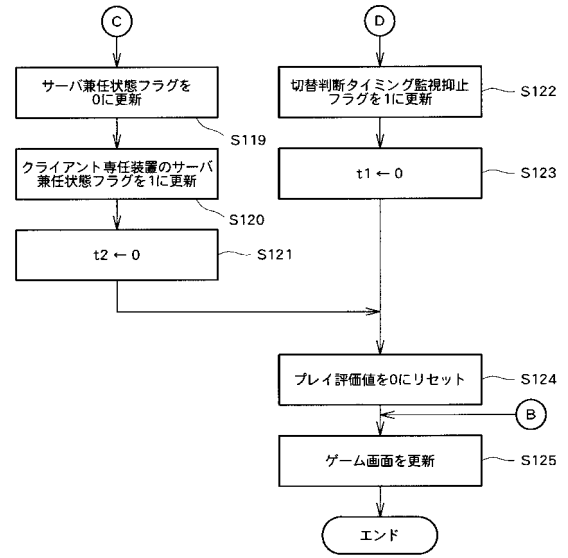 C
サーバ兼任状態フラグを
0に更新
S119
クライアント専任装置のサーバ
兼任状態フラグを1に更新
S120
t2 ← 0
S121
D
切替判断タイミング監視抑止
フラグを1に更新
S122
t1 ← 0
S123
プレイ評価値を0にリセット
S124
B
ゲーム画面を更新
S125
エンド